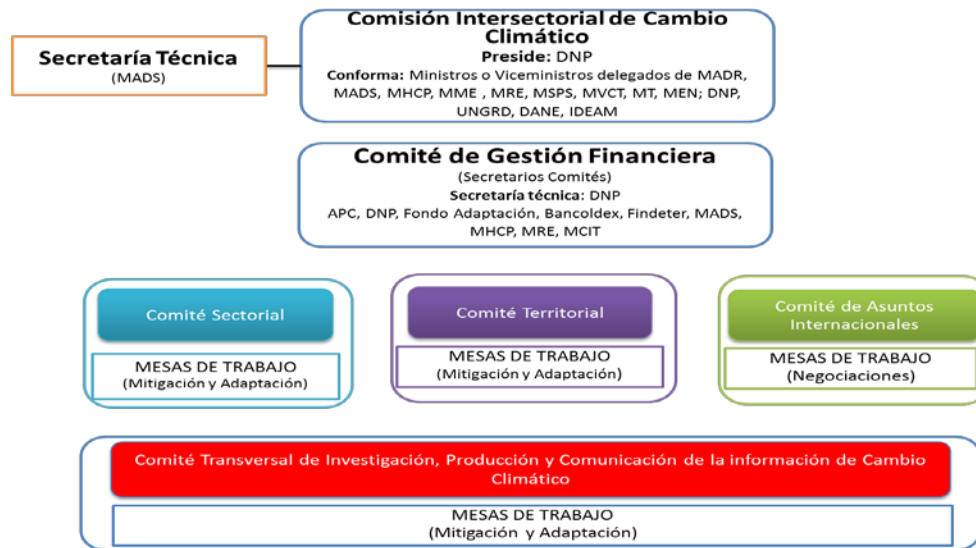 Secretaría Técnica
(MADS)
Comisión Intersectorial de Cambio
Climático
Preside: DNP
Conforma: Ministros o Viceministros delegados de MADR,
MADS, MHCP, MME , MRE, MSPS, MVCT, MT, MEN; DNP,
UNGRD, DANE, IDEAM
Comité de Gestión Financiera
(Secretarios Comités)
Secretaría técnica: DNP
APC, DNP, Fondo Adaptación, Bancoldex, Findeter, MADS,
MHCP, MRE, MCIT
Comité Sectorial
MESAS DE TRABAJO
(Mitigación y Adaptación)
Comité Territorial
MESAS DE TRABAJO
(Mitigación y Adaptación)
Comité de Asuntos
Internacionales
MESAS DE TRABAJO
(Negociaciones)
Comité Transversal de Investigación, Producción y Comunicación de la información de Cambio
Climático
MESAS DE TRABAJO
(Mitigación y Adaptación)